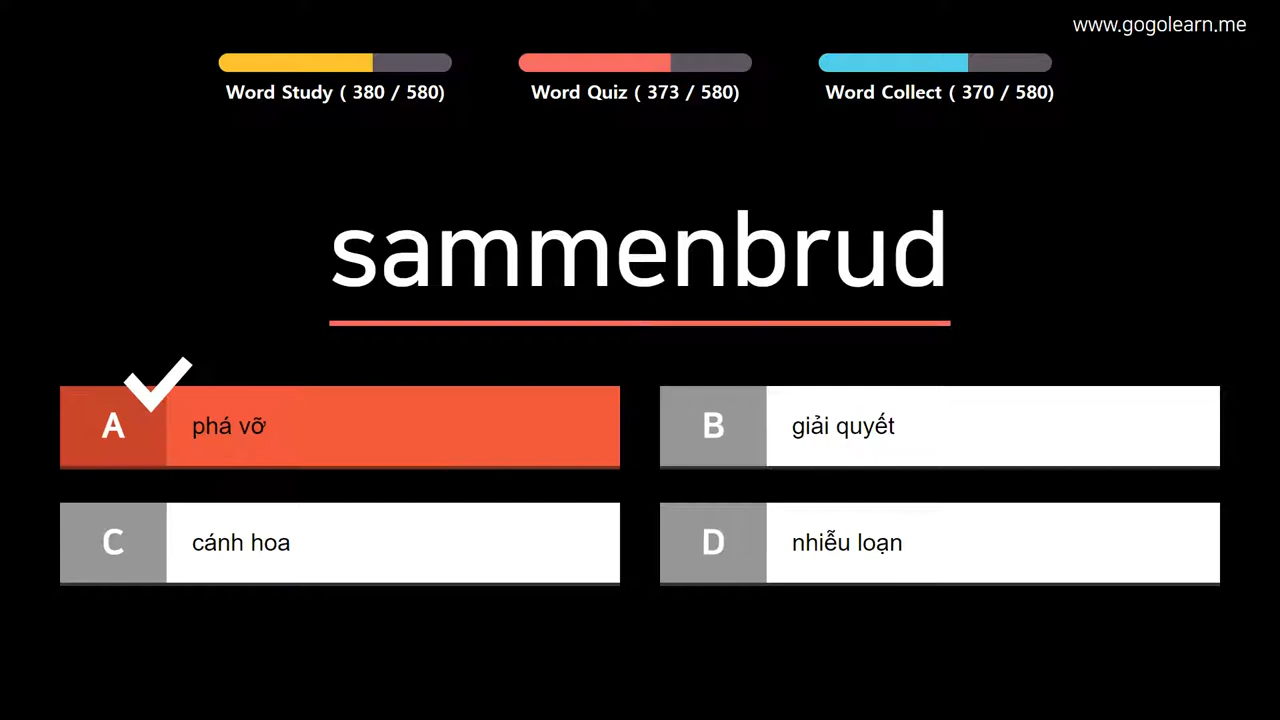 www.gogolearn.me
Word Study ( 380 / 580)
Word Quiz ( 373 / 580)
Word Collect ( 370 / 580)
sammenbrud
A phá vỡ
B giải quyết
C cánh hoa
D nhiễu loạn